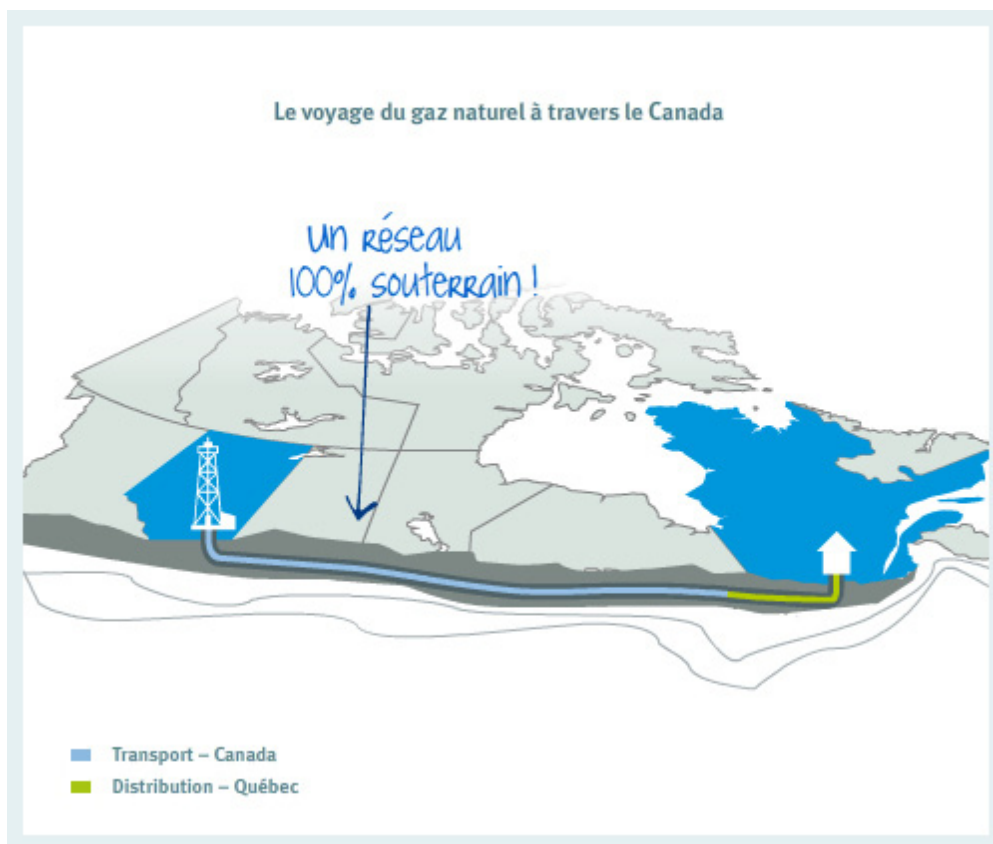 Le voyage du gaz naturel à travers le Canada
Un réseau
100% souterrain !
Transport – Canada
Distribution – Québec